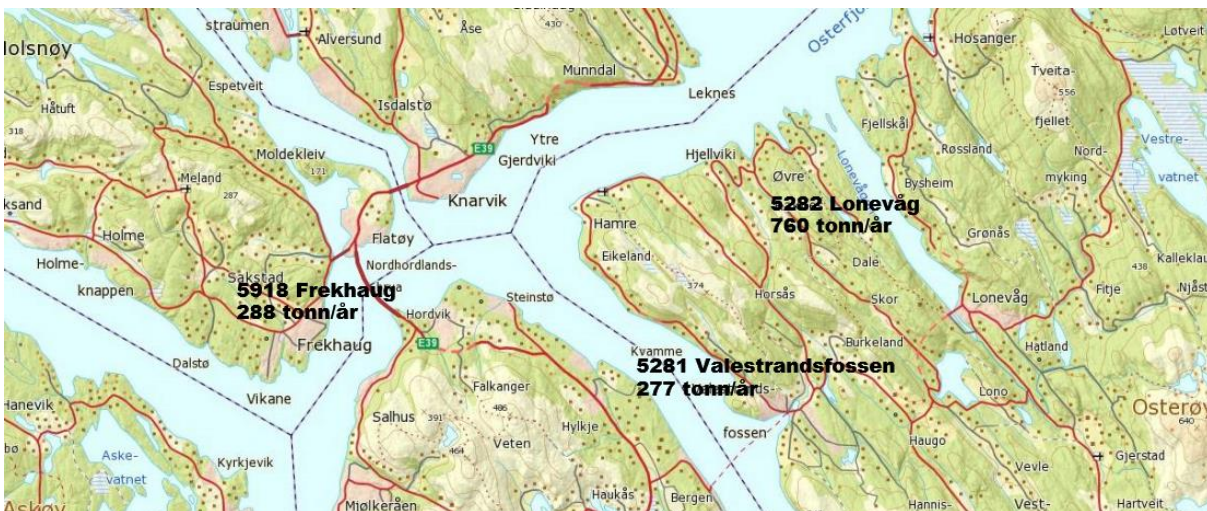 straumen
Alversund
Åse
430
Osterfjo
Hosanger
Løtveit
Holsnøy
Espetveit
Munndal
Tveita-
fjellet
556
Håtuft
318
Isdalstø
Leknes
Fjellskål
Vestre-
vatnet
Ytre
Gjerdviki
E39
Moldekleiv
171
Hjellviki
Røssland
Nord-
myking
Meland
287
Øvre
Bysheim
ksand
Knarvik
Hamre
5282 Lonevåg
760 tonn/år
Holme
Flatøy
Eikeland
Grønås
Holme-
knappen
Sakstad
Nordhordlands-
Dale
438
Kalleklau
5918 Frekhaug
288 tonn/år
Steinstø
374
Horsås
Skor
Lonevåg
Fitje
Njåst
Hordvik
E39
Frekhaug
Burkeland
Hatland
Dalstø
Kvamme
5281 Valestrandsfossen
277 tonn/år
Falkanger
486
Lono
Vikane
Salhus
391
Hylkje
Osterøy
640
Hanevik
Veten
464
fossen
Haugo
Aske-
vatnet
Kyrkjevik
Gjerstad
Haukås
Bergen
Vevle
Askøy
Mjølkeråen
Hannis-
Vest-
Hartveit